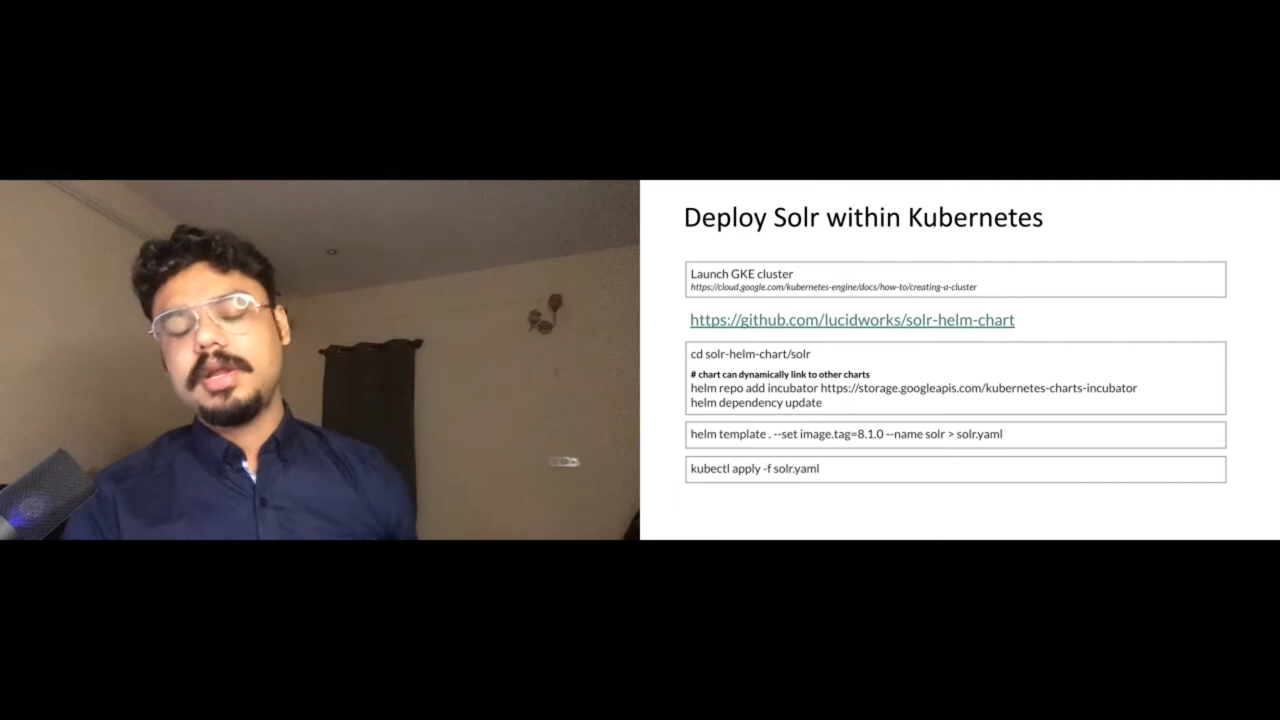 Deploy Solr within Kubernetes
Launch GKE cluster
https://cloud.google.com/kubernetes-engine/docs/how-to/creating-a-cluster
https://github.com/lucidworks/solr-helm-chart
cd solr-helm-chart/solr
# chart can dynamically link to other charts
helm repo add incubator https://storage.googleapis.com/kubernetes-charts-incubator
helm dependency update
helm template . --set image.tag=8.1.0 --name solr > solr.yaml
kubectl apply -f solr.yaml